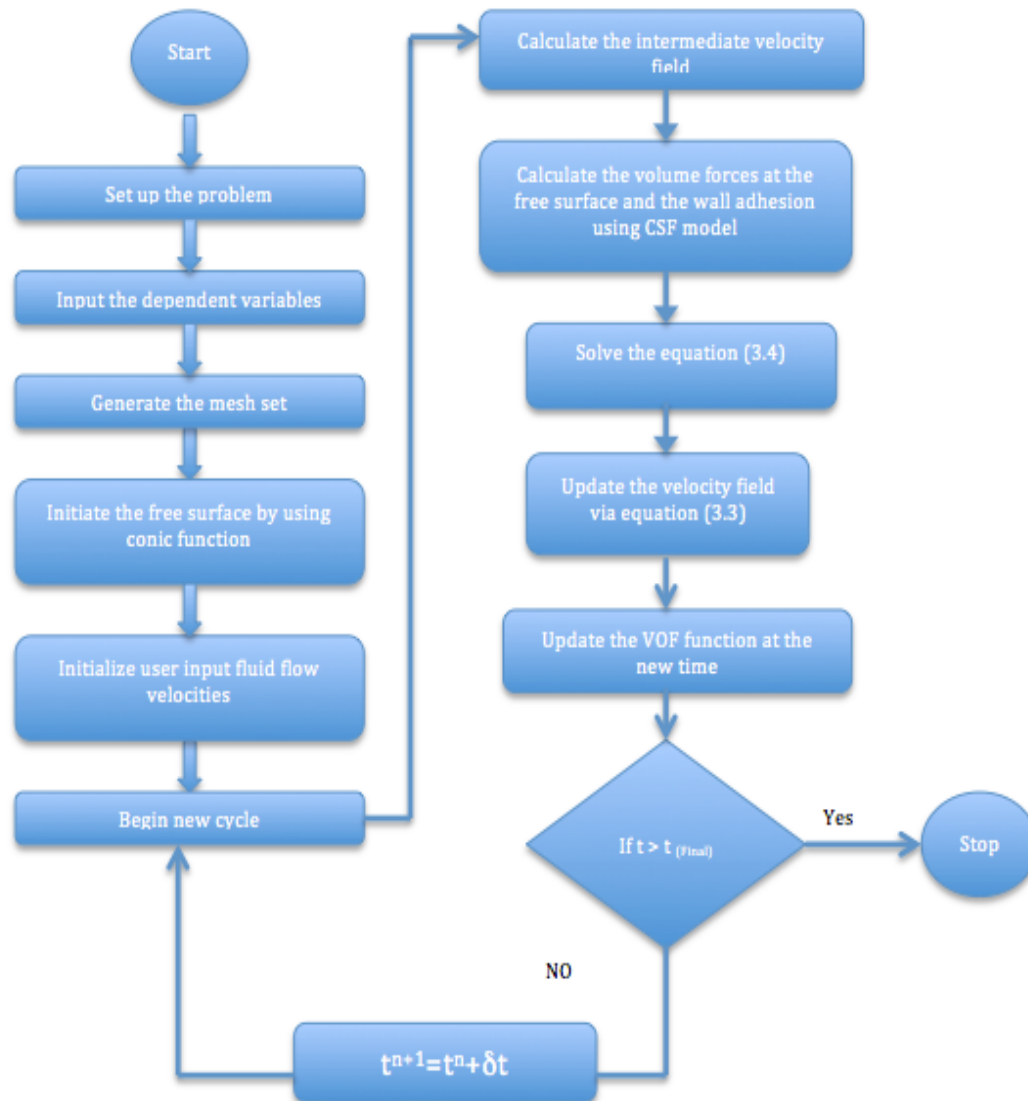 Start
Set up the problem
Input the dependent variables
Generate the mesh set
Initiate the free surface by using
conic function
Initialize user input fluid flow
velocities
Begin new cycle
Calculate the intermediate velocity
field
Calculate the volume forces at the
free surface and the wall adhesion
using CSF model
Solve the equation (3.4)
Update the velocity field
via equation (3.3)
Update the VOF function at the
new time
If t > t (Final)
Yes
Stop
NO
tⁿ⁺¹=tⁿ+δt